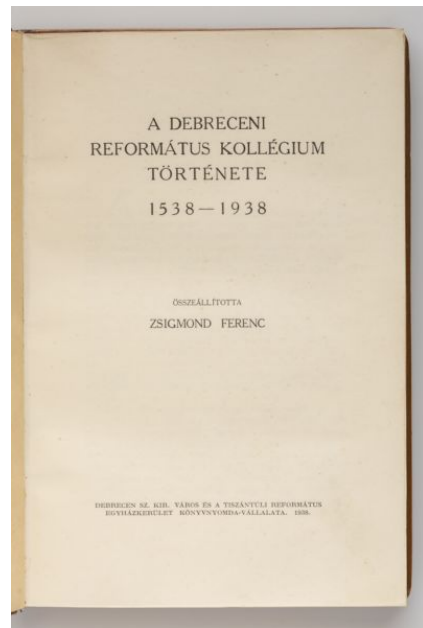 A DEBRECENI
REFORMÁTUS KOLLÉGIUM
TÖRTÉNETE
1538—1938
ÖSSZEÁLLÍTOTTA
ZSIGMOND FERENC
DEBRECEN SZ. KIR. VÁROS ÉS A TISZÁNTÚLI REFORMÁTUS
EGYHÁZKERÜLET KÖNYVNYOMDA-VÁLLALATA. 1938.